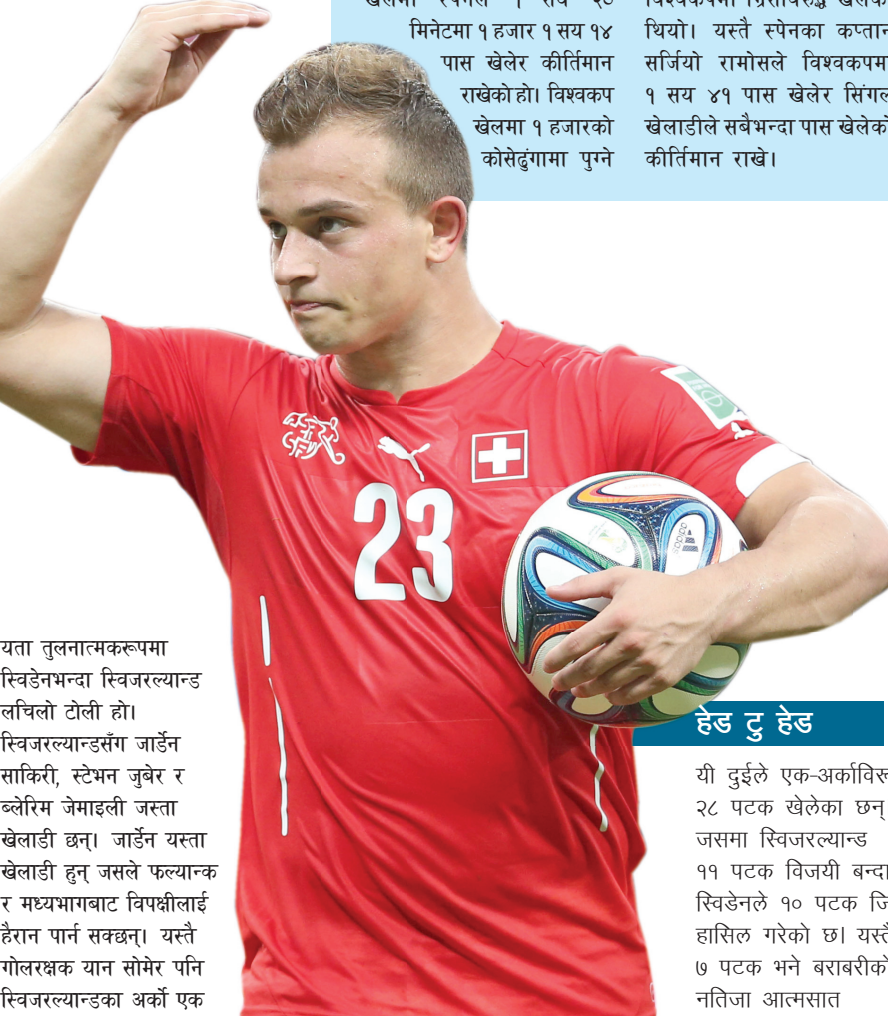 मिनेटमा १ हजार १ सय १४
पास खेलेर कीर्तिमान
राखेको हो। विश्वकप
खेलमा १ हजारको
कोसेढुंगामा पुग्ने
थियो। यस्तै स्पेनका कप्तान
सर्जियो रामोसले विश्वकपमा
१ सय ४१ पास खेलेर सिंगल
खेलाडीले सबैभन्दा पास खेलेको
कीर्तिमान राखे।
23
adidas
यता तुलनात्मकरूपमा
स्विडेनभन्दा स्विजरल्यान्ड
लचिलो टोली हो।
स्विजरल्यान्डसँग जार्डेन
साकिरी, स्टेभन जुबेर र
ब्लेरिम जेमाइली जस्ता
खेलाडी छन्। जार्डेन यस्ता
खेलाडी हुन् जसले फल्यान्क
र मध्यभागबाट विपक्षीलाई
हैरान पार्न सक्छन्। यस्तै
गोलरक्षक यान सोमेर पनि
स्विजरल्यान्डका अर्को एक
हेड टु हेड
यी दुईले
२८ पटक खेलेका छन्
जसमा स्विजरल्यान्ड
११ पटक विजयी बन्दा
स्विडेनले १० पटक
हासिल गरेको छ। यस्तै
७ पटक भने बराबरीको
नतिजा आत्मसात